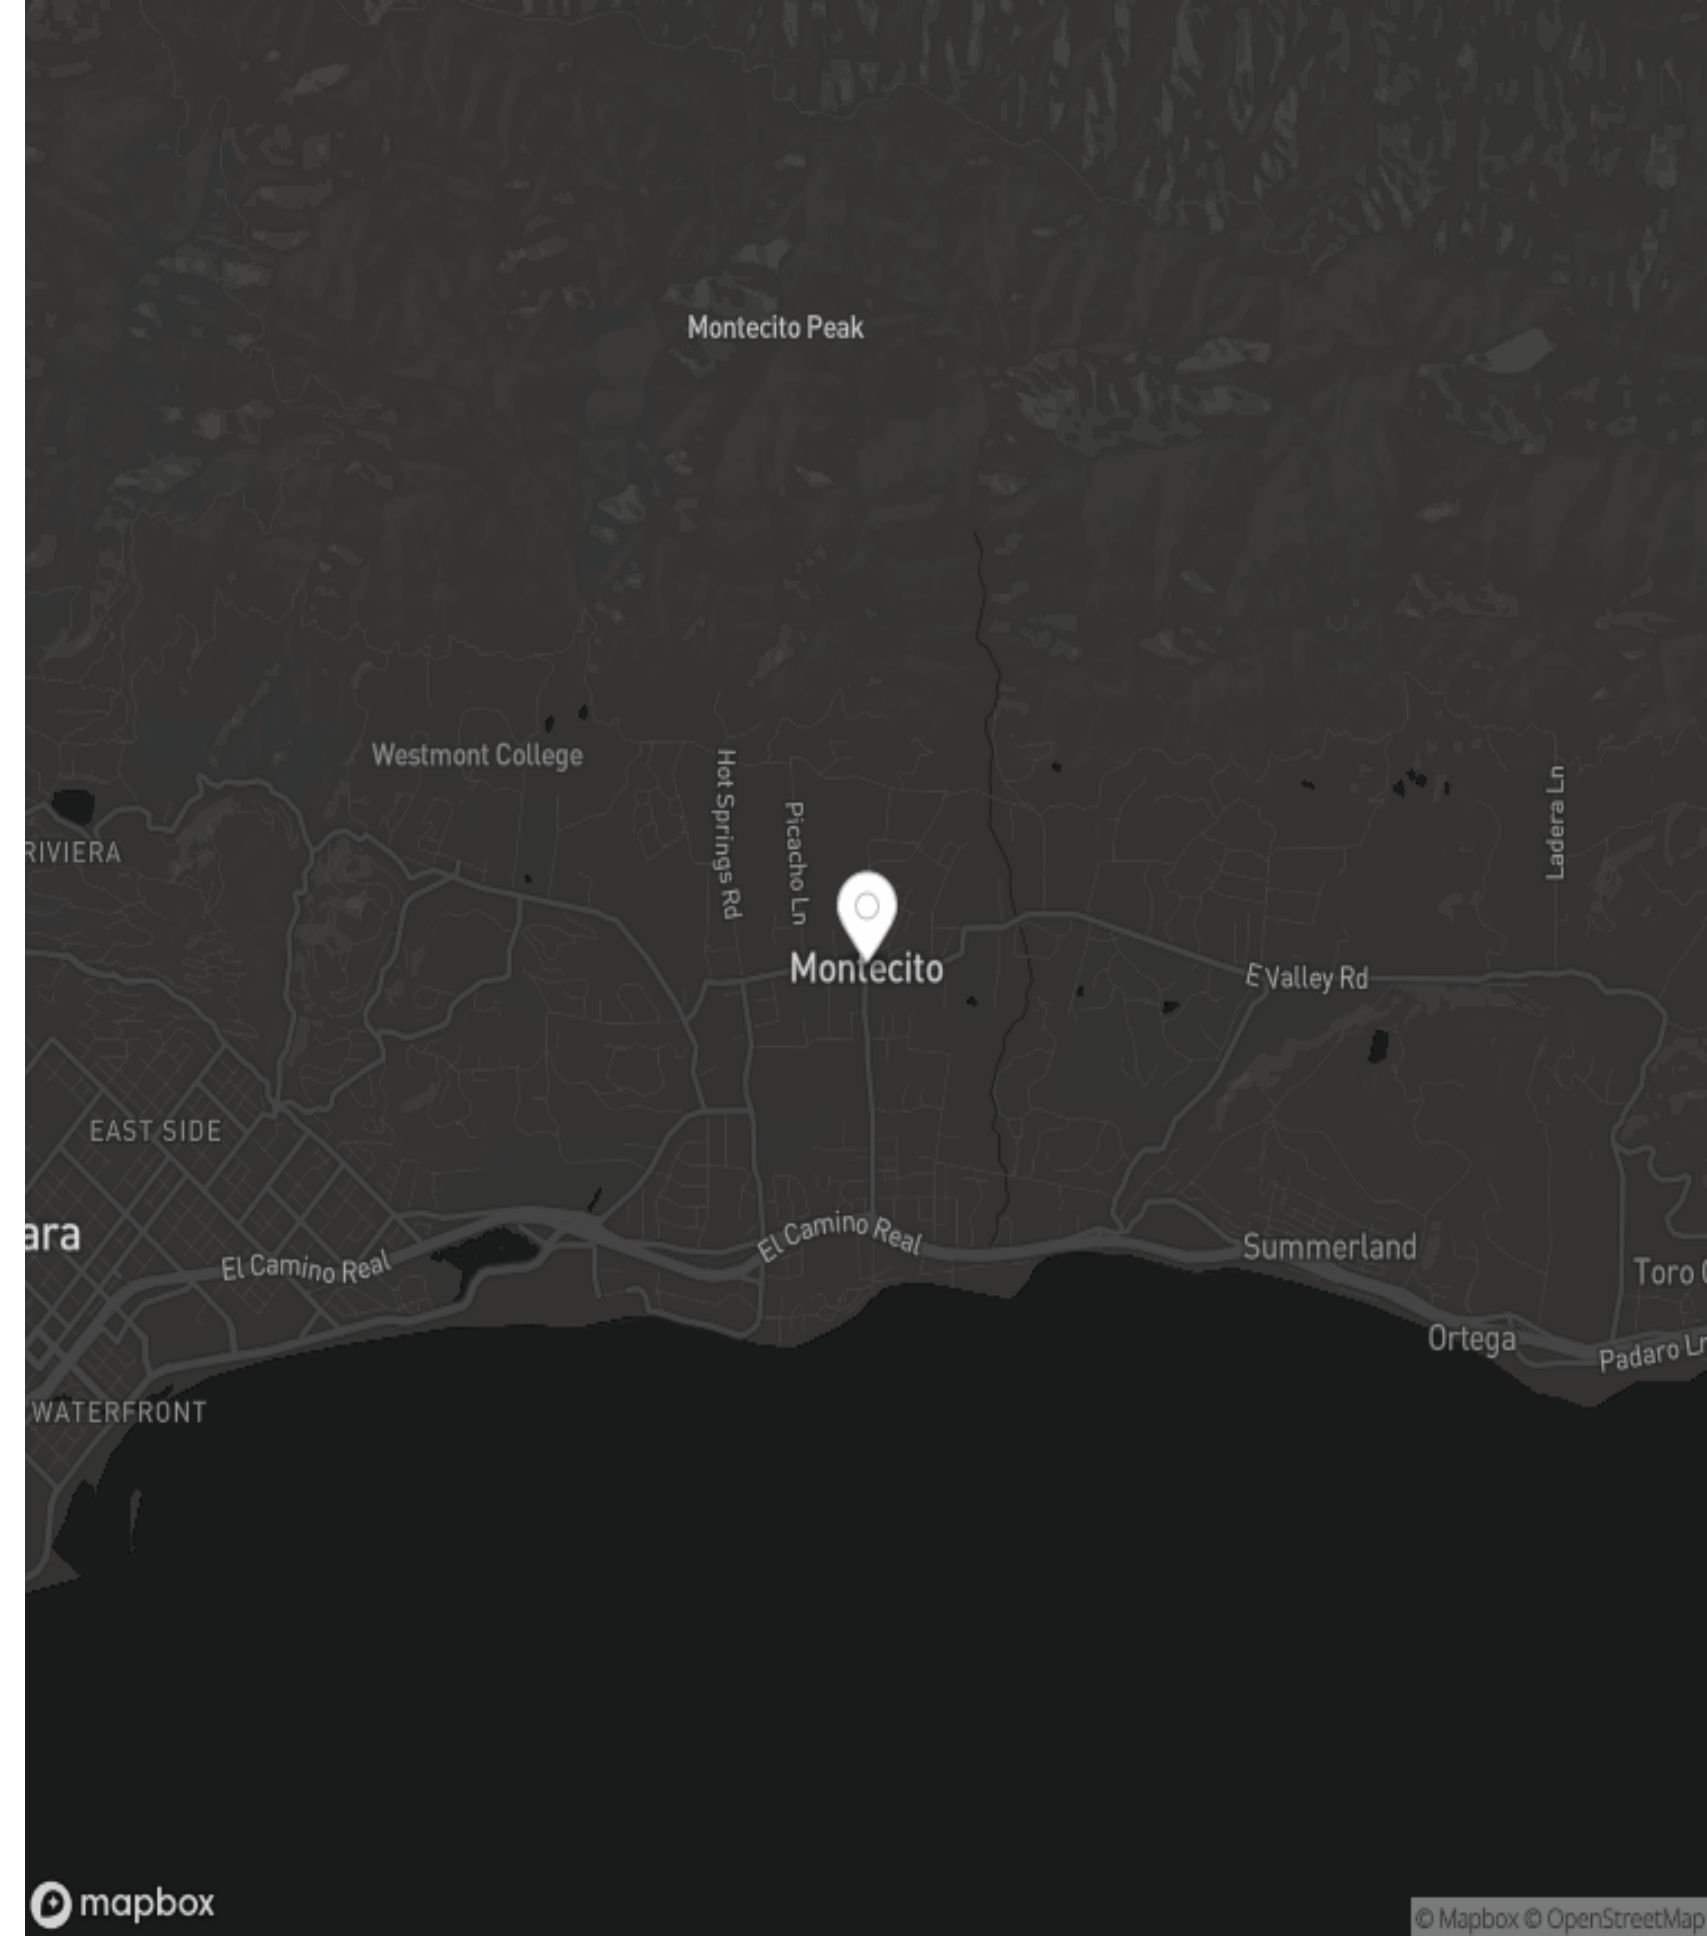 Montecito Peak
Westmont College
Hot Springs Rd
Picacho Ln
Ladera Ln
RIVIERA
Montecito
E Valley Rd
EAST SIDE
ara
El Camino Real
El Camino Real
Summerland
Toro
Ortega
Padaro Ln
WATERFRONT
mapbox
© Mapbox © OpenStreetMap